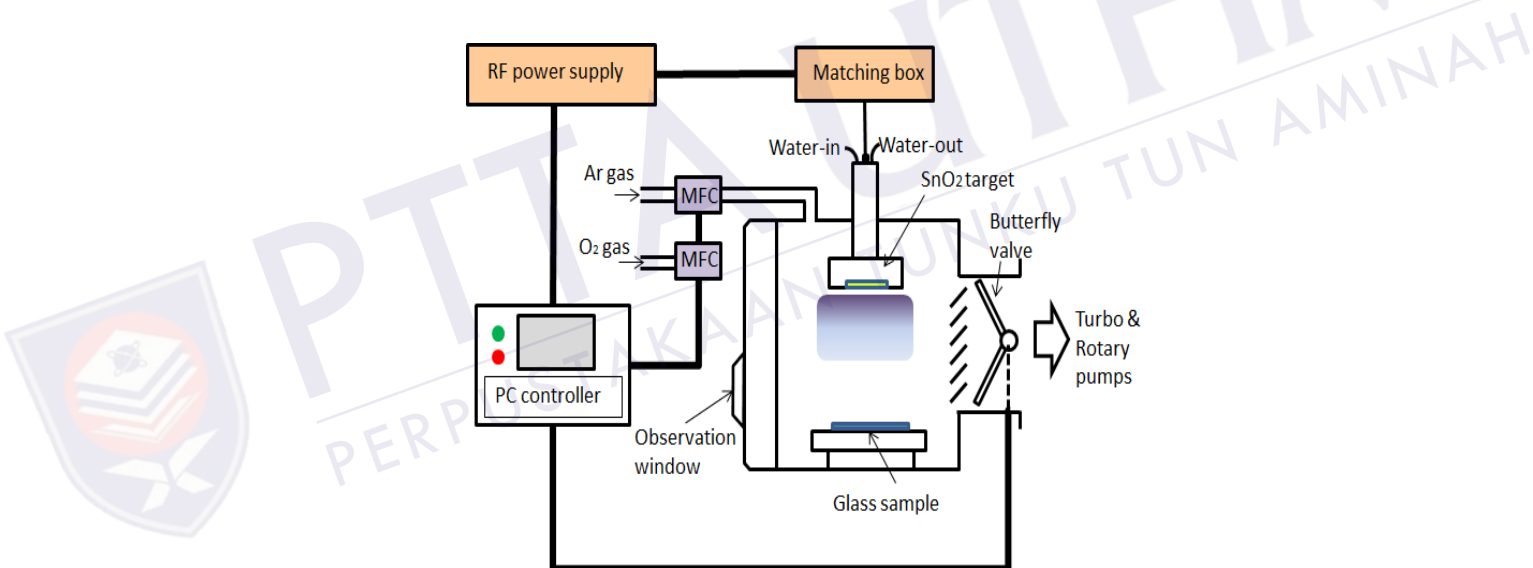 RF power supply
Matching box
Water-in
Water-out
Ar gas
MFC
SnO2 target
O2 gas
MFC
Butterfly
valve
Turbo &
Rotary
pumps
PC controller
Observation
window
Glass sample
PTTA UTHM
PERPUSTAKAAN TUNKU TUN AMINAH